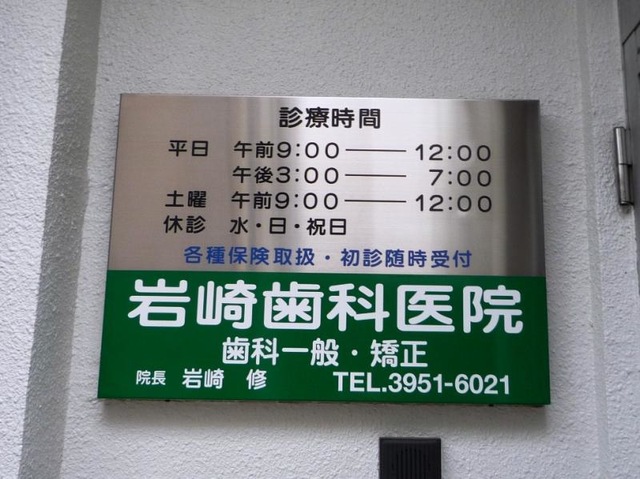 診療時間
平日 午前9:00――12:00
午後3:00―― 7:00
土曜 午前9:00――12:00
休診 水・日・祝日
各種保険取扱・初診随時受付
岩崎歯科医院
歯科一般・矯正
院長 岩崎 修 TEL.3951-6021